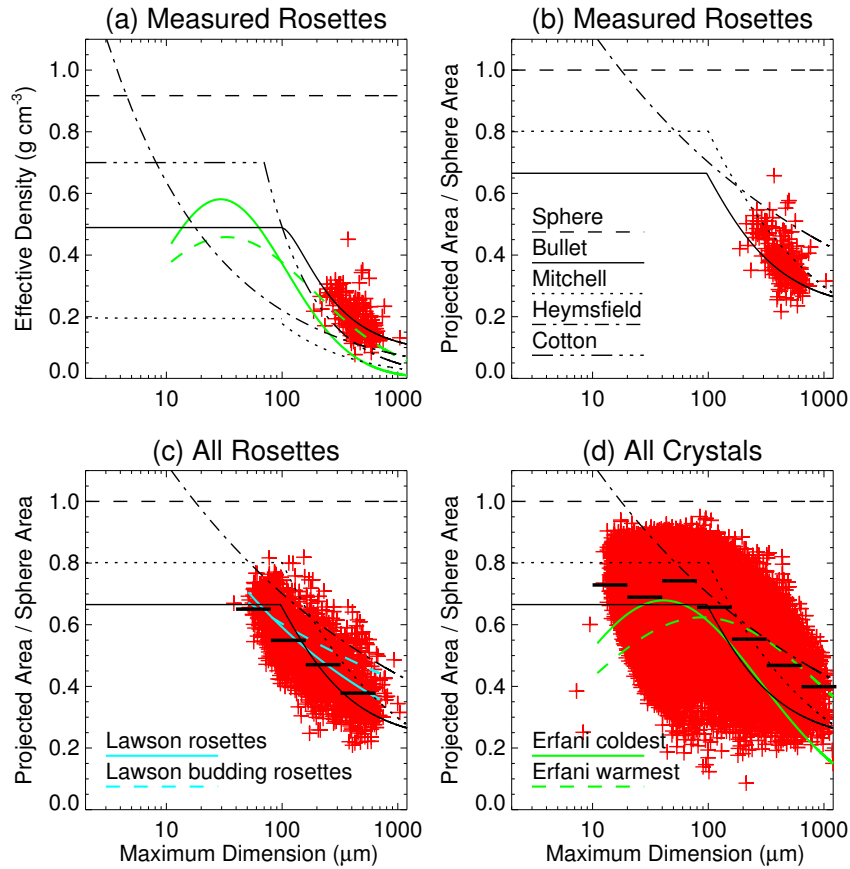 (a) Measured Rosettes
(b) Measured Rosettes
Effective Density (g cm⁻³)
1.0
0.8
0.6
0.4
0.2
0.0
10
100
1000
Projected Area / Sphere Area
1.0
0.8
0.6
0.4
0.2
0.0
Sphere
Bullet
Mitchell
Heymsfield
Cotton
10
100
1000
(c) All Rosettes
(d) All Crystals
Projected Area / Sphere Area
1.0
0.8
0.6
0.4
0.2
0.0
Lawson rosettes
Lawson budding rosettes
10
100
1000
Maximum Dimension (μm)
Projected Area / Sphere Area
1.0
0.8
0.6
0.4
0.2
0.0
Erfani coldest
Erfani warmest
10
100
1000
Maximum Dimension (μm)